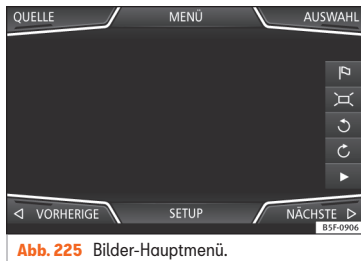 QUELLE MENÜ AUSWAHL
◁ VORHERIGE SETUP NÄCHSTE ▷
B5F-0906
Abb. 225 Bilder-Hauptmenü.